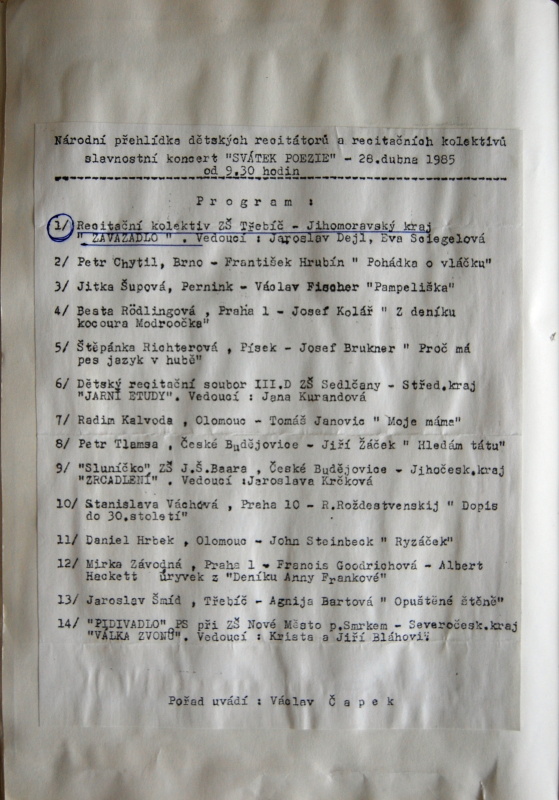 Národní přehlídka dětských recitátorů a recitačních kolektivů
slavnostní koncert "SVÁTEK POEZIE" - 28.dubna 1985
od 9.30 hodin
P r o g r a m :
1/ Recitační kolektiv ZŠ Třebíč - Jihomoravský kraj
" ZAVAZADLO " . Vedoucí : Jaroslav Dejl, Eva Sciegelová
2/ Petr Chytil, Brno - František Hrubín " Pohádka o vláčku"
3/ Jitka Šupová, Pernink - Václav Fischer "Pampeliška"
4/ Beata Rödlingová , Praha 1 - Josef Kolář " Z deníku
kocoura Modroočka"
5/ Štěpánka Richterová , Písek - Josef Brukner " Proč má
pes jazyk v hubě"
6/ Dětský recitační soubor III.D ZŠ Sedlčany - Střed.kraj
"JARNÍ ETUDY". Vedoucí : Jana Kurandová
7/ Radim Kalvoda , Olomouc - Tomáš Janovic " Moje máma"
8/ Petr Tlamsa , České Budějovice - Jiří Žáček " Hledám tátu"
9/ "Sluníčko" ZŠ J.Š.Baara , České Budějovice - Jihočesk.kraj
"ZRCADLENÍ" . Vedoucí :Jaroslava Krčková
10/ Stanislava Váchová , Praha 10 - R.Roždestvenskij " Dopis
do 30.století"
11/ Daniel Hrbek , Olomouc - John Steinbeck " Ryzáček"
12/ Mirka Závodná , Praha 1 - Francis Goodrichová - Albert
Hackett úryvek z "Deníku Anny Frankové"
13/ Jaroslav Šmíd , Třebíč - Agnija Bartová " Opuštěné štěně"
14/ "PIDIVADLO" PS při ZŠ Nové Město p.Smrkem - Severočesk.kraj
"VÁLKA ZVONŮ". Vedoucí : Krista a Jiří Bláhovi
Pořad uvádí : Václav Č a p e k